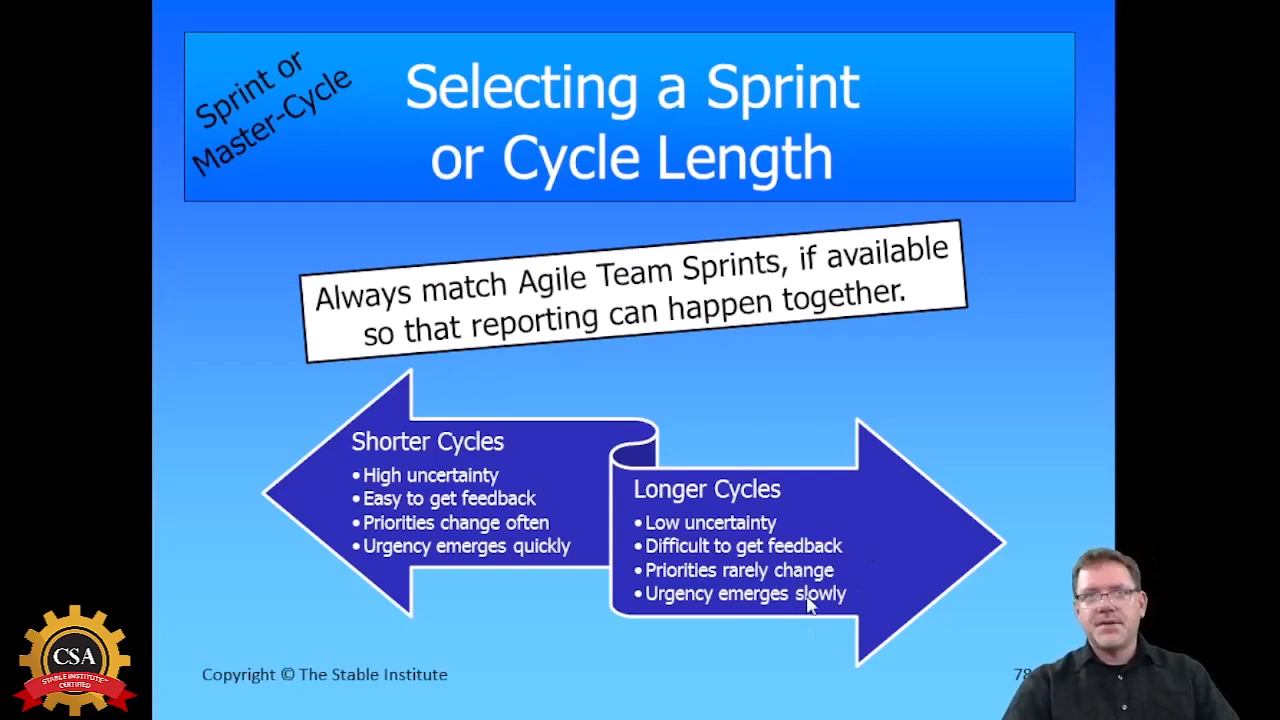 Sprint or
Master-Cycle
Selecting a Sprint
or Cycle Length
Always match Agile Team Sprints, if available
so that reporting can happen together.
Shorter Cycles
•High uncertainty
•Easy to get feedback
•Priorities change often
•Urgency emerges quickly
Longer Cycles
•Low uncertainty
•Difficult to get feedback
•Priorities rarely change
•Urgency emerges slowly
CSA
STABLE INSTITUTE™
CERTIFIED
Copyright © The Stable Institute
78